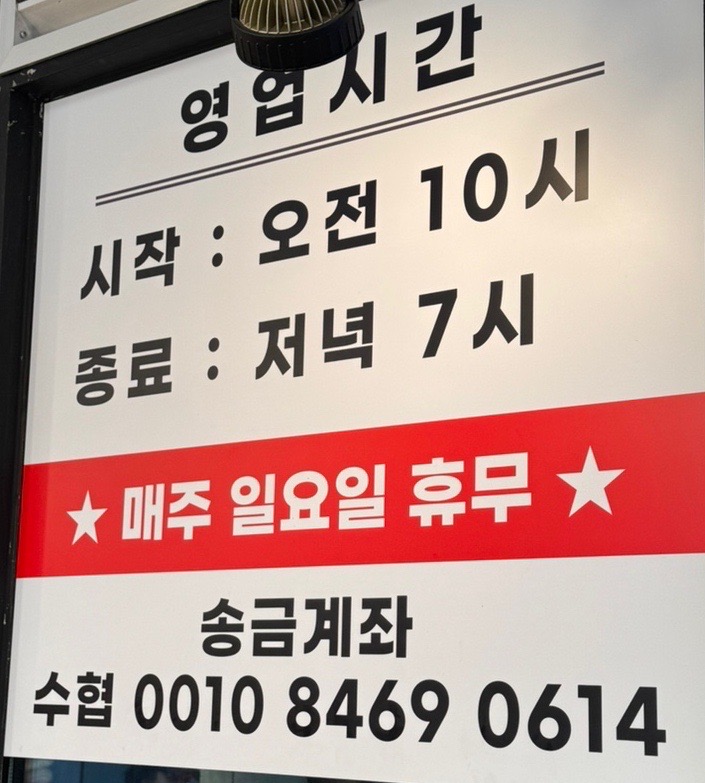 영업시간
시작 : 오전 10시
종료 : 저녁 7시
★ 매주 일요일 휴무 ★
송금계좌
수협 0010 8469 0614